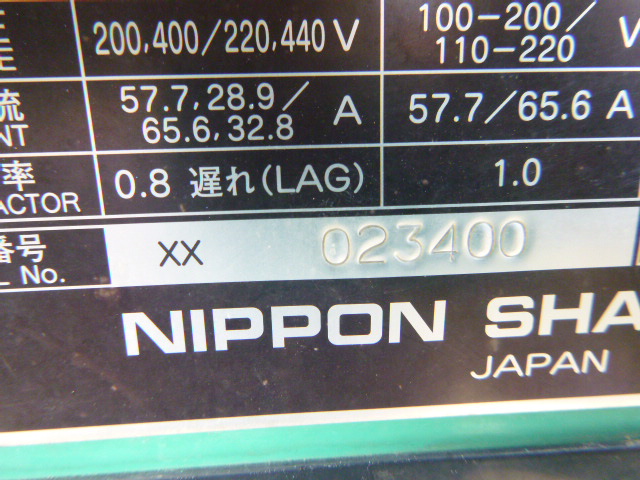 圧
200,400/220,440 V
100-200/
110-220
V
流
NT
57.7,28.9/
65.6,32.8
A
57.7/65.6 A
率
ACTOR
0.8 遅れ(LAG)
1.0
番号
L No.
XX 023400
NIPPON SHA
JAPAN